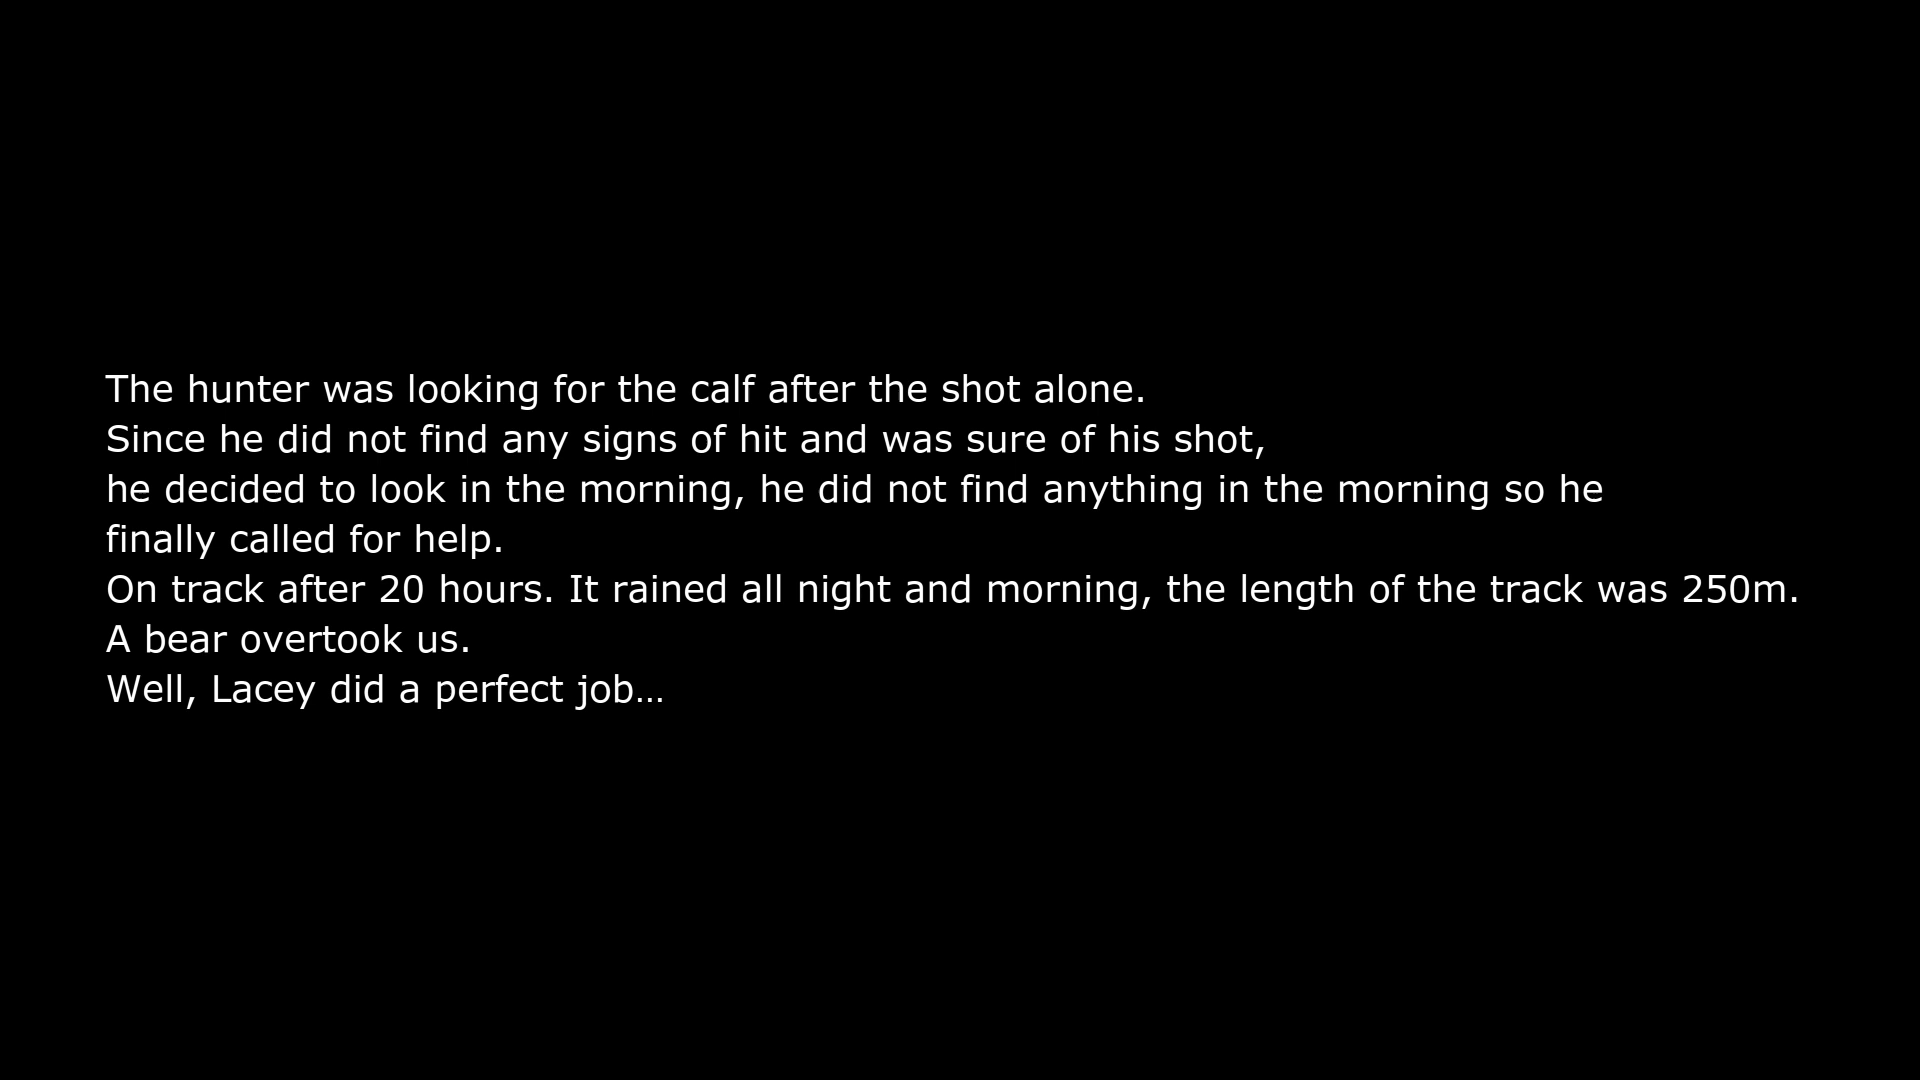 The hunter was looking for the calf after the shot alone.
Since he did not find any signs of hit and was sure of his shot,
he decided to look in the morning, he did not find anything in the morning so he
finally called for help.
On track after 20 hours. It rained all night and morning, the length of the track was 250m.
A bear overtook us.
Well, Lacey did a perfect job…